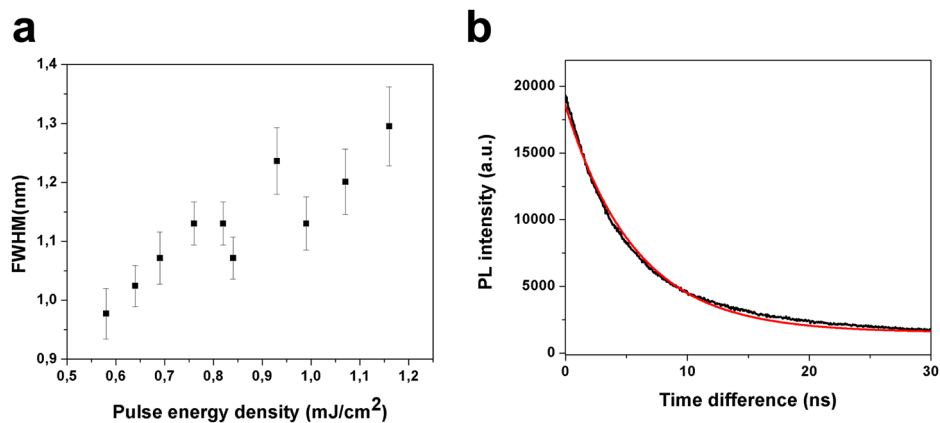 a
1,4
1,3
1,2
1,1
1,0
0,9
FWHM(nm)
0,5 0,6 0,7 0,8 0,9 1,0 1,1 1,2
Pulse energy density (mJ/cm²)
b
20000
15000
10000
5000
0
PL intensity (a.u.)
0 10 20 30
Time difference (ns)